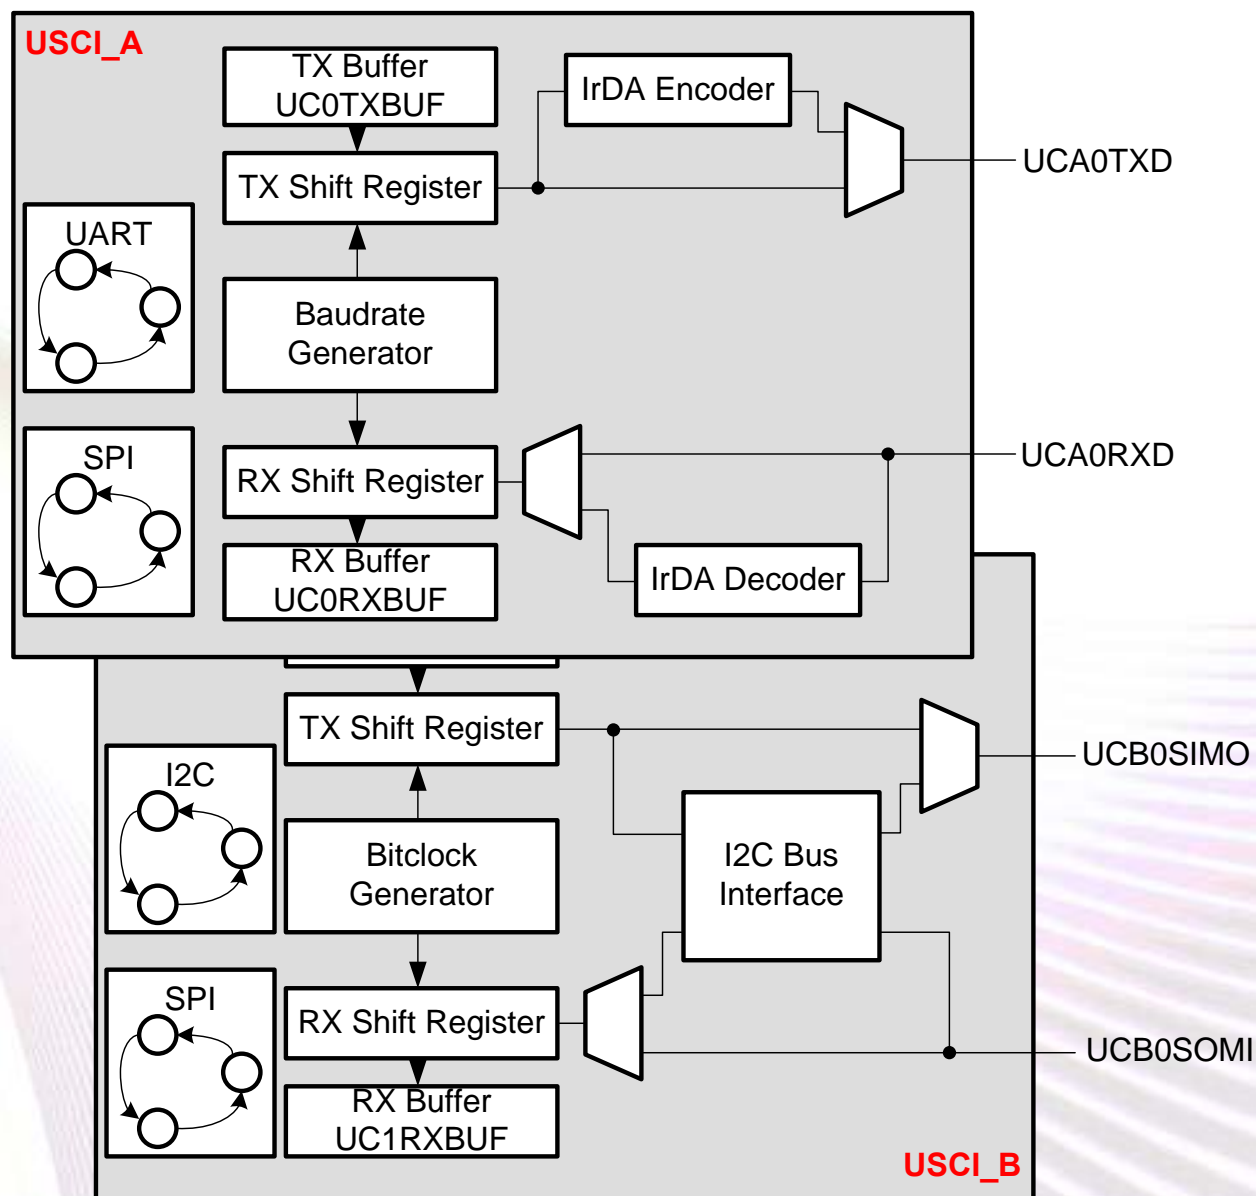 USCI_A
TX Buffer
UC0TXBUF
IrDA Encoder
UCA0TXD
TX Shift Register
UART
Baudrate
Generator
UCA0RXD
SPI
RX Shift Register
RX Buffer
UC0RXBUF
IrDA Decoder
TX Shift Register
UCB0SIMO
I2C
Bitclock
Generator
I2C Bus
Interface
SPI
RX Shift Register
UCB0SOMI
RX Buffer
UC1RXBUF
USCI_B